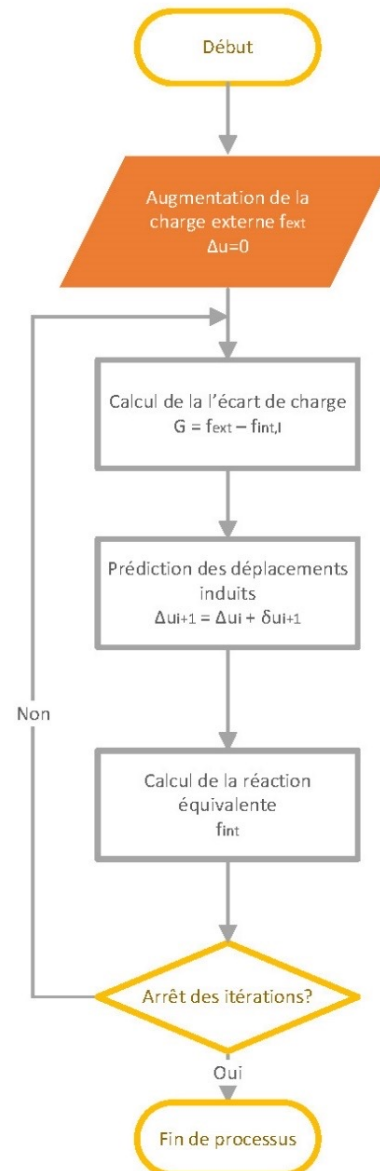 Début
Augmentation de la
charge externe fext
Δu=0
Calcul de la l'écart de charge
G = fext – fint,I
Prédiction des déplacements
induits
Δui+1 = Δui + δui+1
Non
Calcul de la réaction
équivalente
fint
Arrêt des itérations?
Oui
Fin de processus